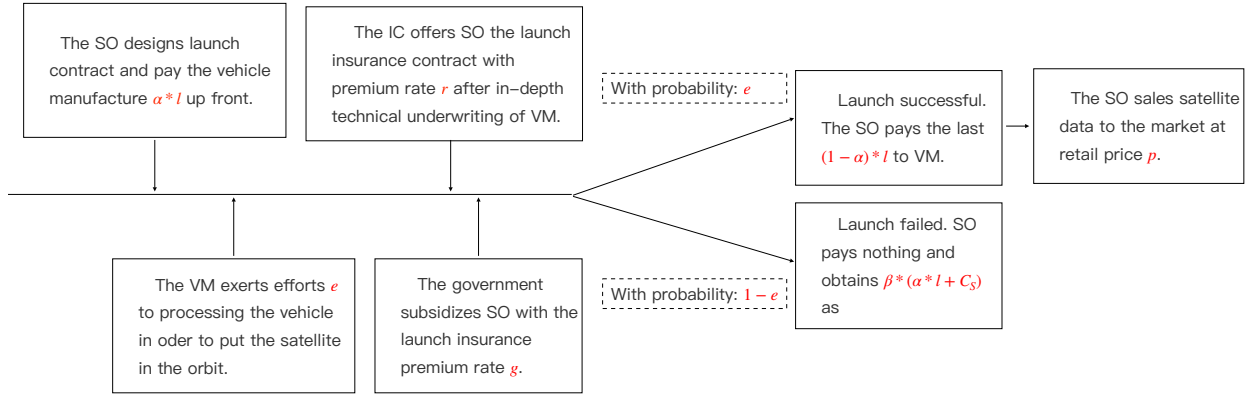 The SO designs launch
contract and pay the vehicle
manufacture α * l up front.
The IC offers SO the launch
insurance contract with
premium rate r after in-depth
technical underwriting of VM.
The VM exerts efforts e
to processing the vehicle
in oder to put the satellite
in the orbit.
The government
subsidizes SO with the
launch insurance
premium rate g.
With probability: e
With probability: 1 − e
Launch successful.
The SO pays the last
(1 − α) * l to VM.
Launch failed. SO
pays nothing and
obtains β * (α * l + C_S)
as
The SO sales satellite
data to the market at
retail price p.